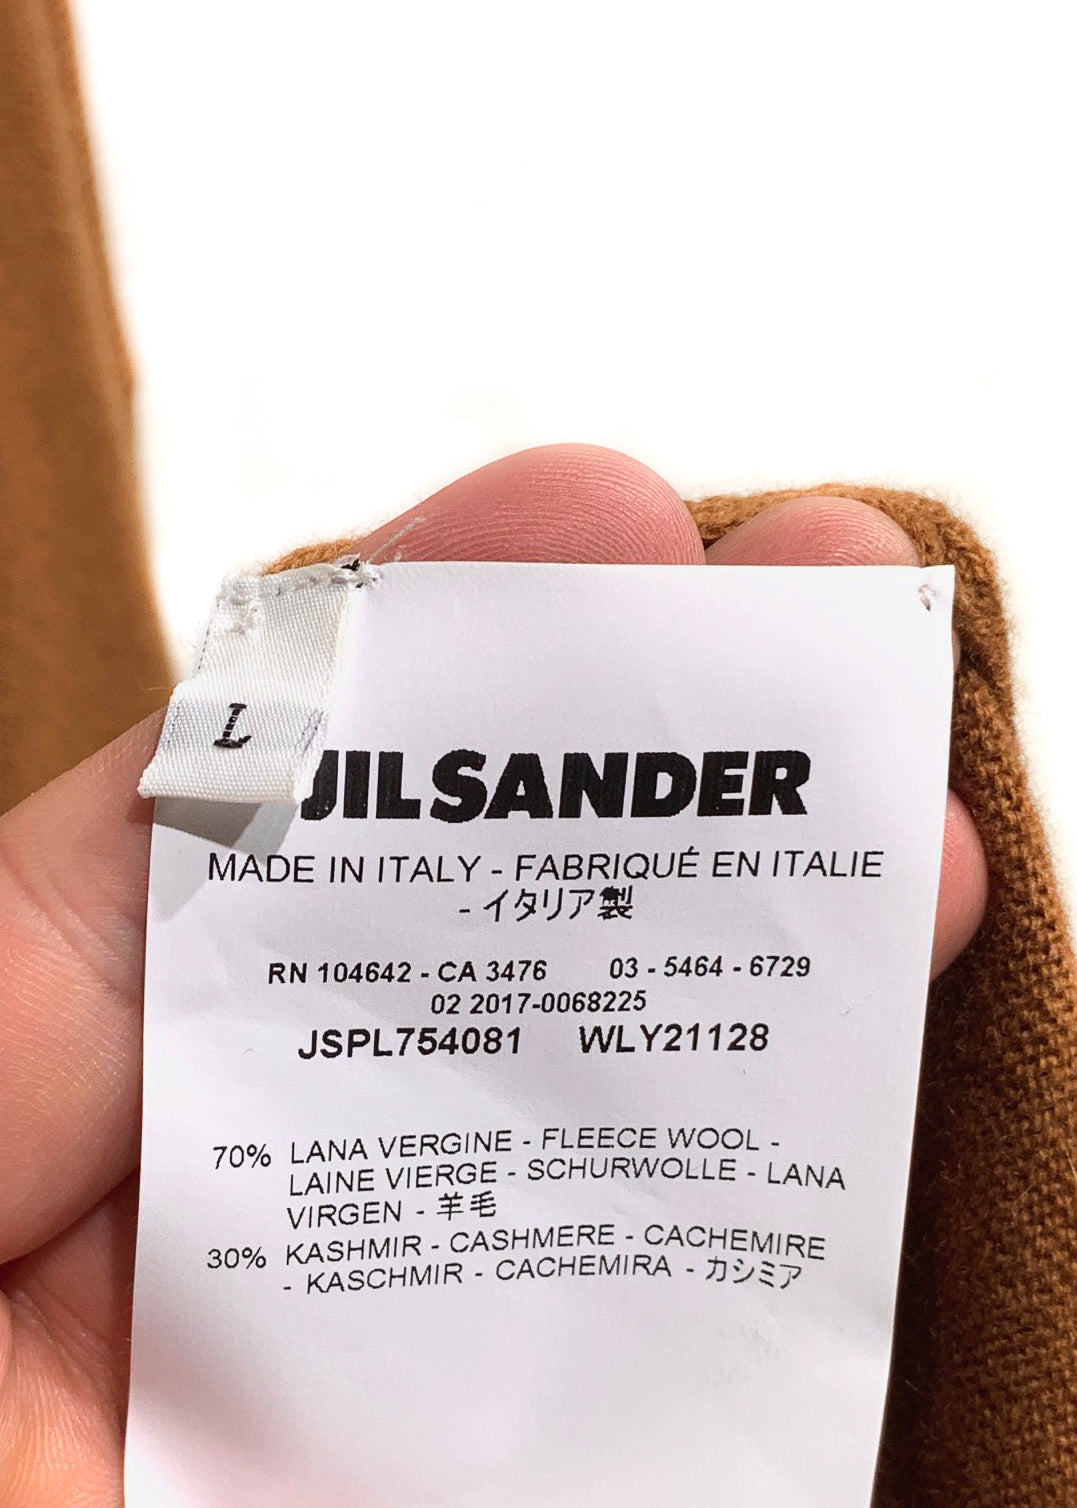 L
JILSANDER
MADE IN ITALY - FABRIQUÉ EN ITALIE
- イタリア製
RN 104642 - CA 3476 03 - 5464 - 6729
02 2017-0068225
JSPL754081 WLY21128
70% LANA VERGINE - FLEECE WOOL -
LAINE VIERGE - SCHURWOLLE - LANA
VIRGEN - 羊毛
30% KASHMIR - CASHMERE - CACHEMIRE
- KASCHMIR - CACHEMIRA - カシミア